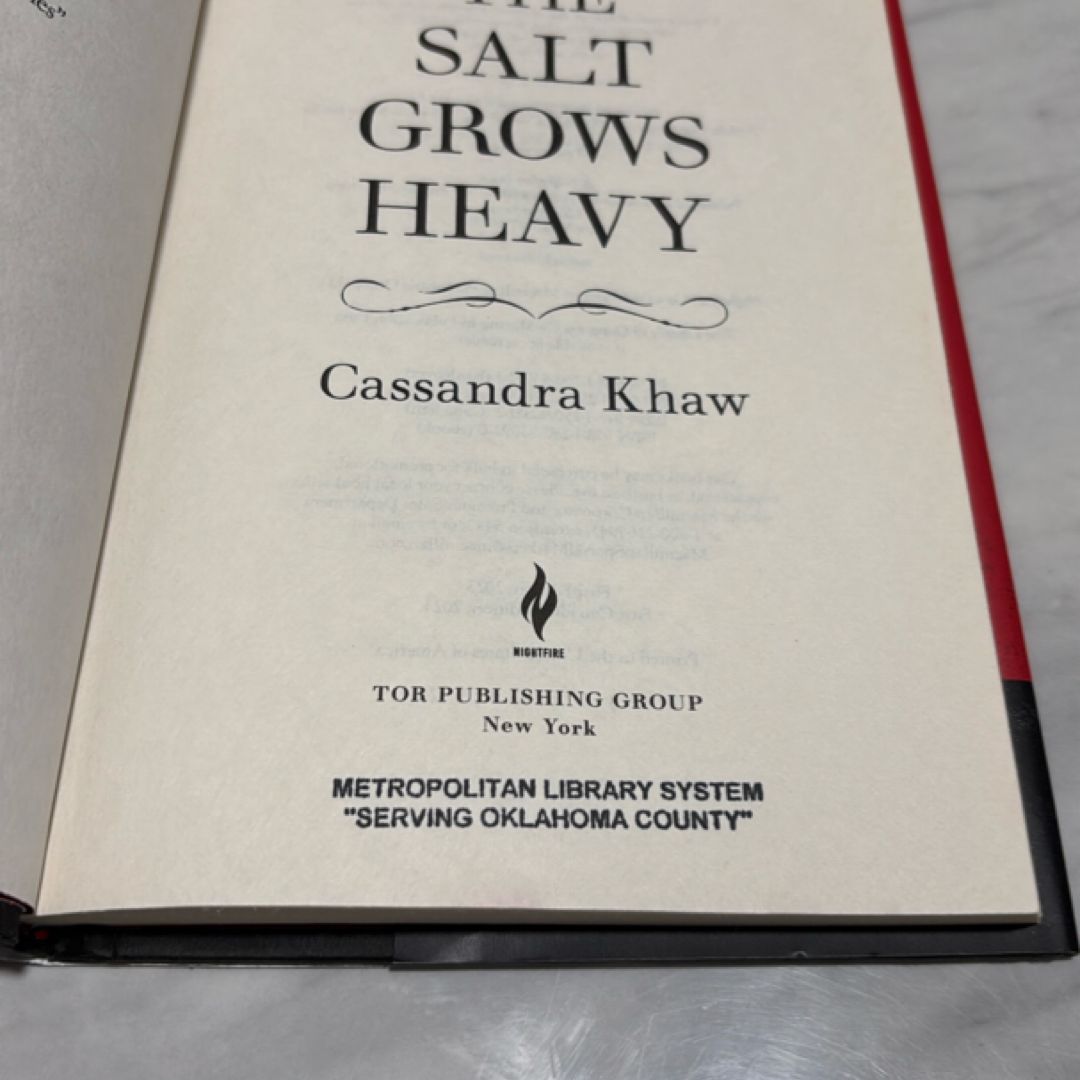 THE
SALT
GROWS
HEAVY
Cassandra Khaw
NIGHTFIRE
TOR PUBLISHING GROUP
New York
METROPOLITAN LIBRARY SYSTEM
"SERVING OKLAHOMA COUNTY"